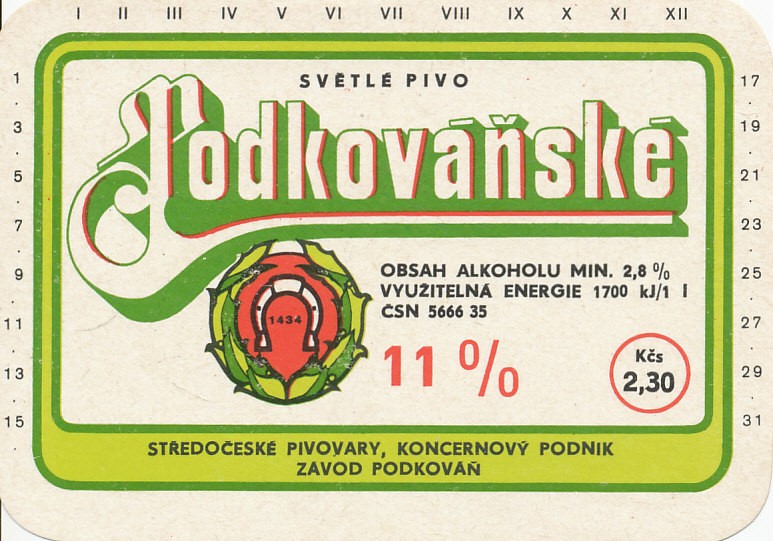 I II III IV V VI VII VIII IX X XI XII
SVĚTLÉ PIVO
Podkováňské
OBSAH ALKOHOLU MIN. 2,8 %
VYUŽITELNÁ ENERGIE 1700 kJ/1 l
ČSN 5666 35
1434
11 %
Kčs
2,30
STŘEDOČESKÉ PIVOVARY, KONCERNOVÝ PODNIK
ZÁVOD PODKOVÁŇ
1
3
5
7
9
11
13
15
17
19
21
23
25
27
29
31